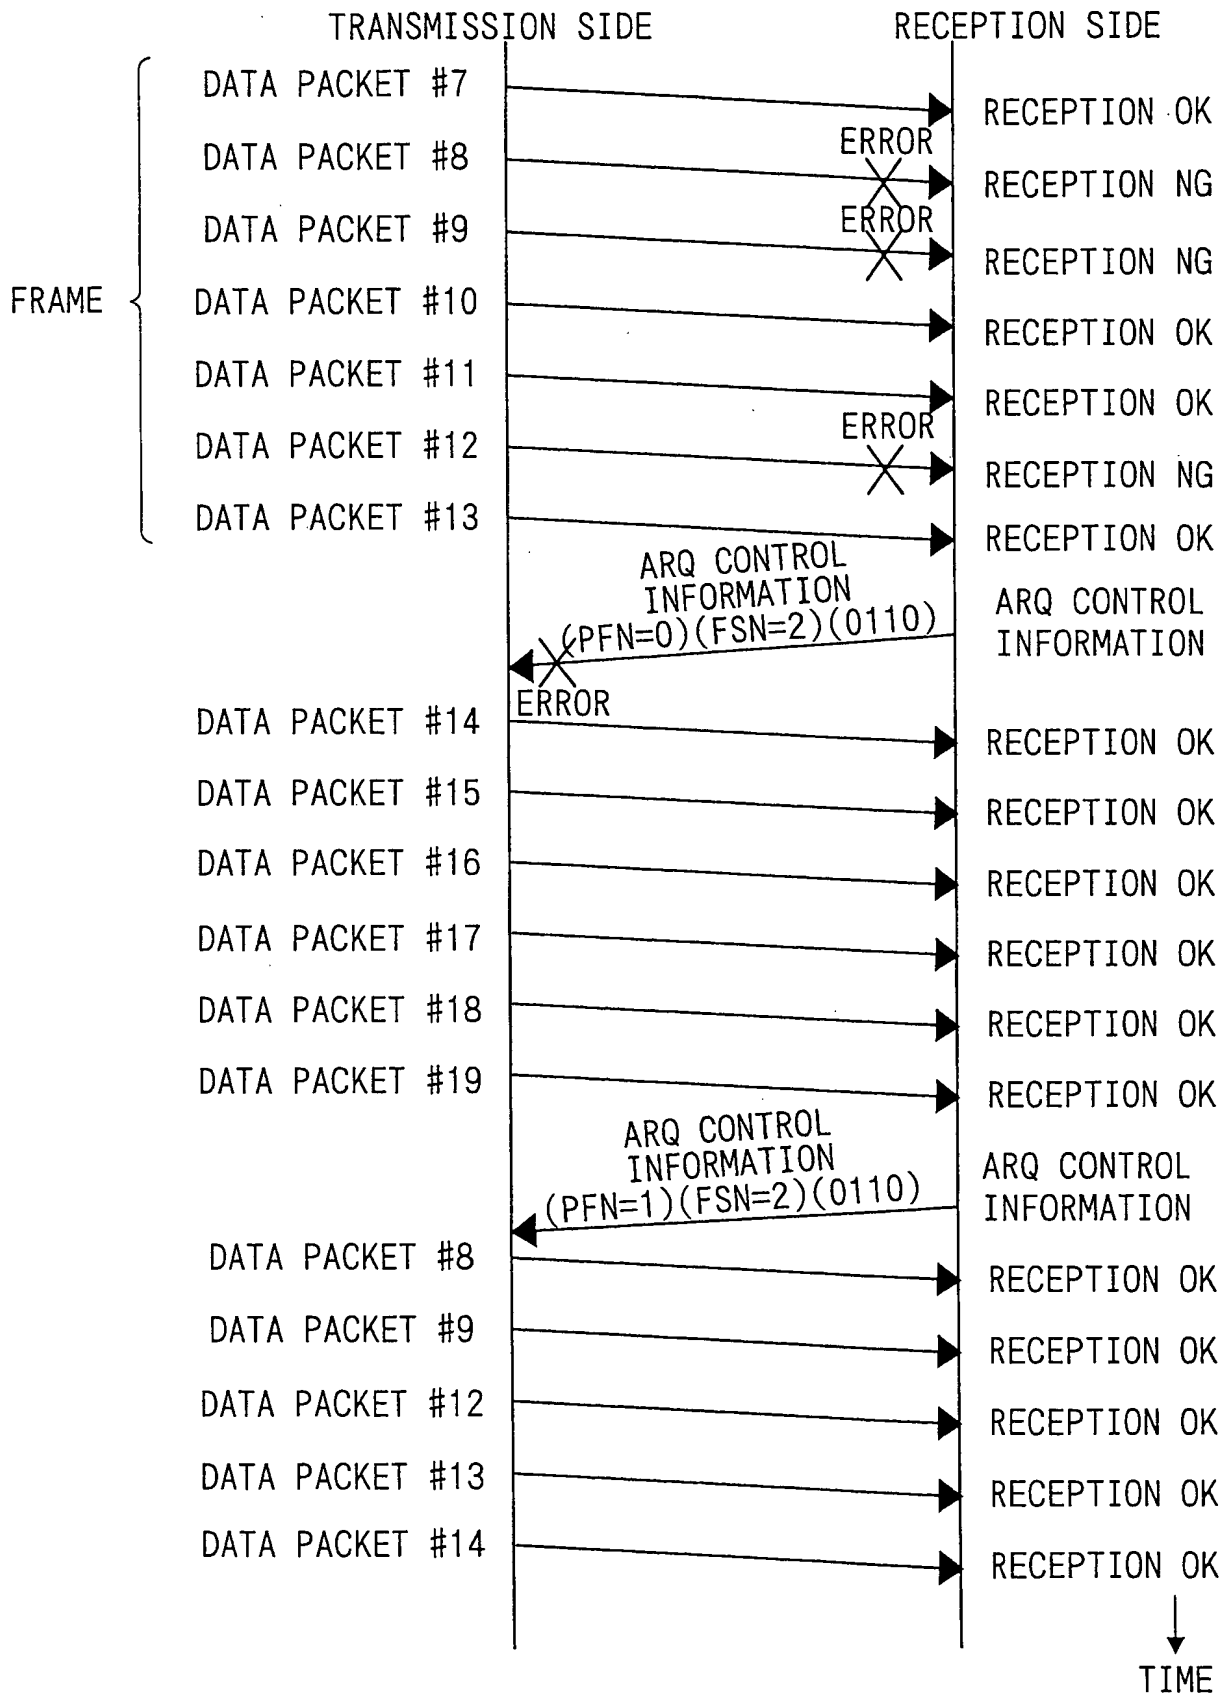 TRANSMISSION SIDE RECEPTION SIDE
DATA PACKET #7 RECEPTION OK
ERROR
DATA PACKET #8 RECEPTION NG
ERROR
DATA PACKET #9 RECEPTION NG
FRAME DATA PACKET #10 RECEPTION OK
DATA PACKET #11 RECEPTION OK
ERROR
DATA PACKET #12 RECEPTION NG
DATA PACKET #13 RECEPTION OK
ARQ CONTROL
INFORMATION
(PFN=0)(FSN=2)(0110)
ARQ CONTROL
INFORMATION
ERROR
DATA PACKET #14 RECEPTION OK
DATA PACKET #15 RECEPTION OK
DATA PACKET #16 RECEPTION OK
DATA PACKET #17 RECEPTION OK
DATA PACKET #18 RECEPTION OK
DATA PACKET #19 RECEPTION OK
ARQ CONTROL
INFORMATION
(PFN=1)(FSN=2)(0110)
ARQ CONTROL
INFORMATION
DATA PACKET #8 RECEPTION OK
DATA PACKET #9 RECEPTION OK
DATA PACKET #12 RECEPTION OK
DATA PACKET #13 RECEPTION OK
DATA PACKET #14 RECEPTION OK
TIME